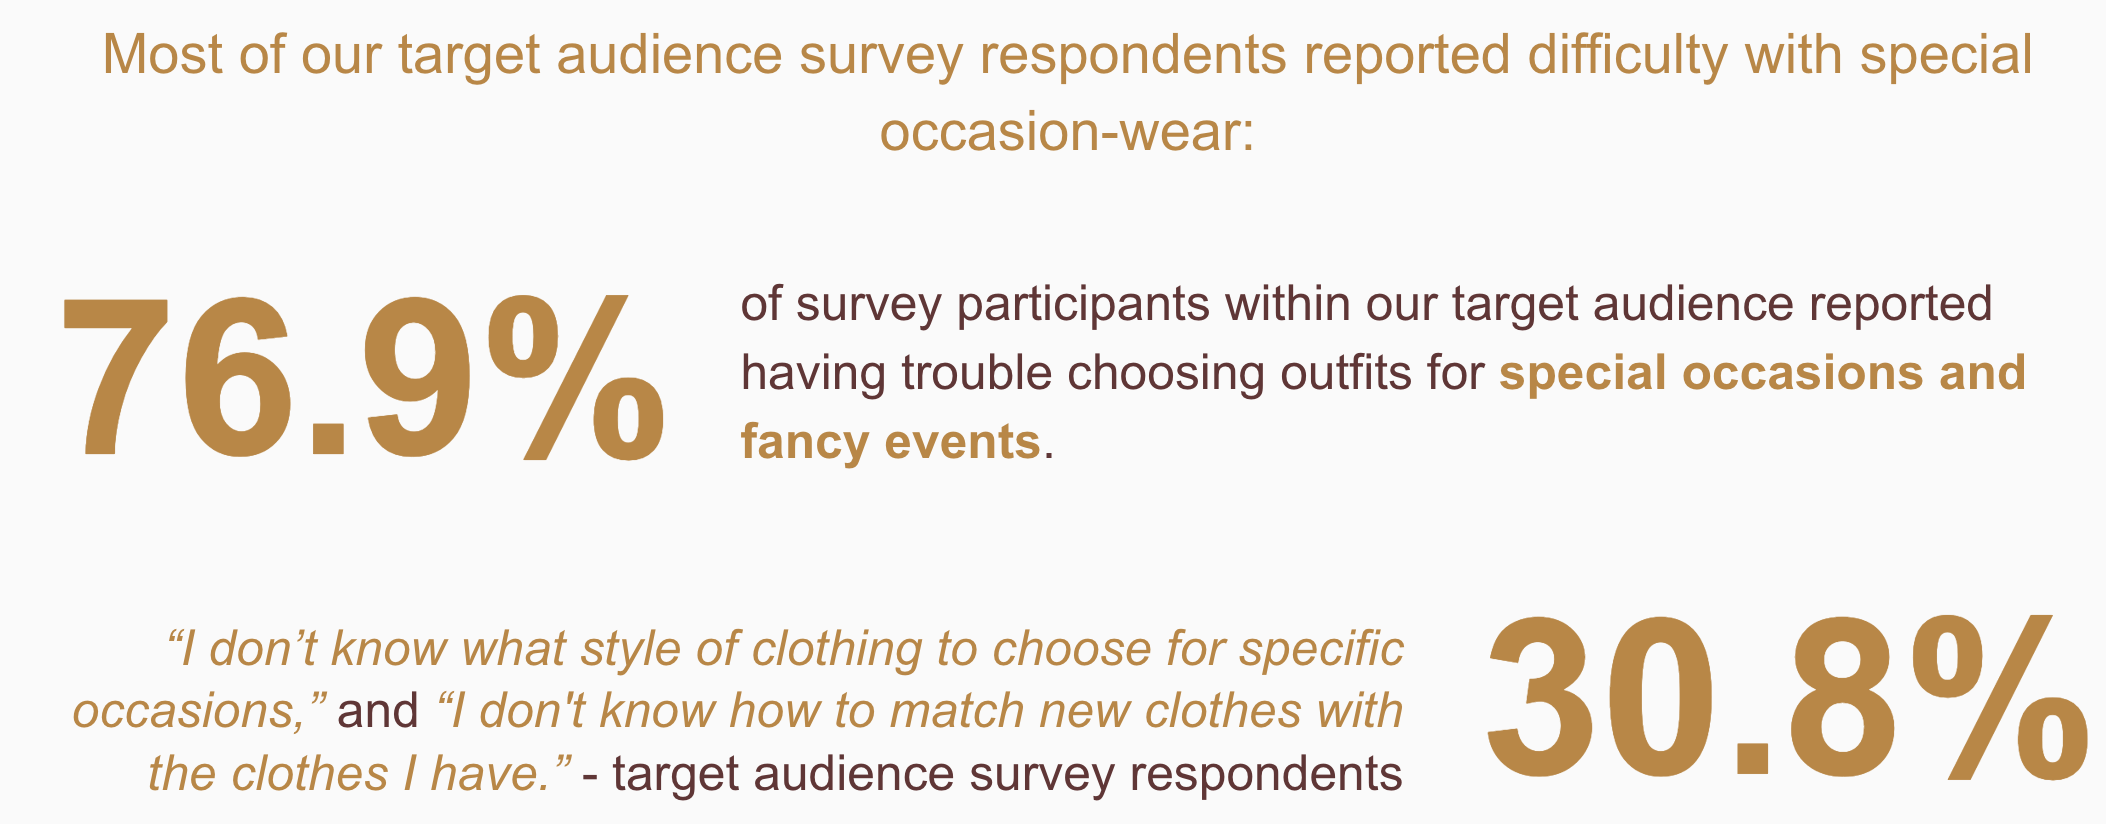 Most of our target audience survey respondents reported difficulty with special
occasion-wear:
76.9%
of survey participants within our target audience reported
having trouble choosing outfits for special occasions and
fancy events.
“I don’t know what style of clothing to choose for specific
occasions,” and “I don't know how to match new clothes with
the clothes I have.” - target audience survey respondents
30.8%